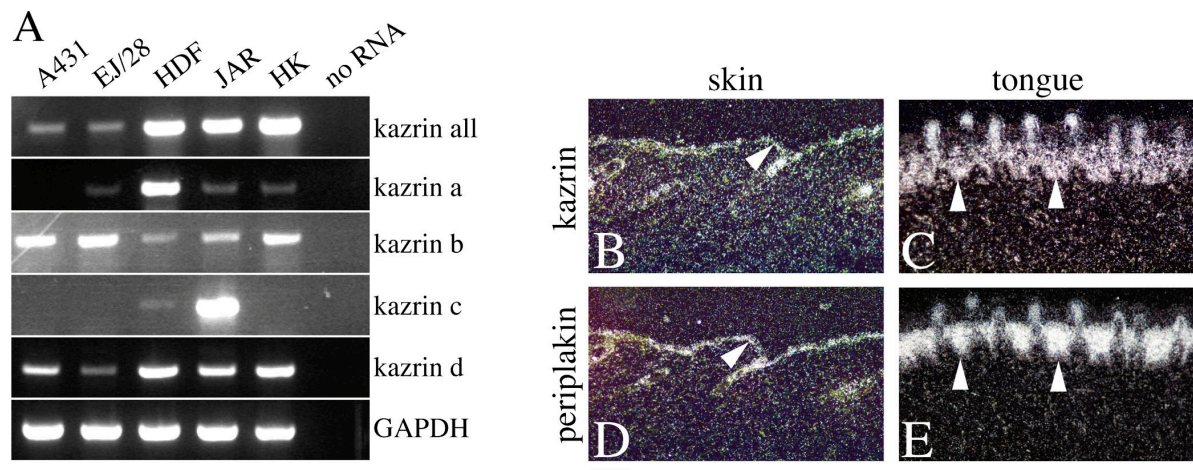 A
A431
EJ/28
HDF
JAR
HK
no RNA
kazrin all
kazrin a
kazrin b
kazrin c
kazrin d
GAPDH
skin
tongue
kazrin
B
C
periplakin
D
E